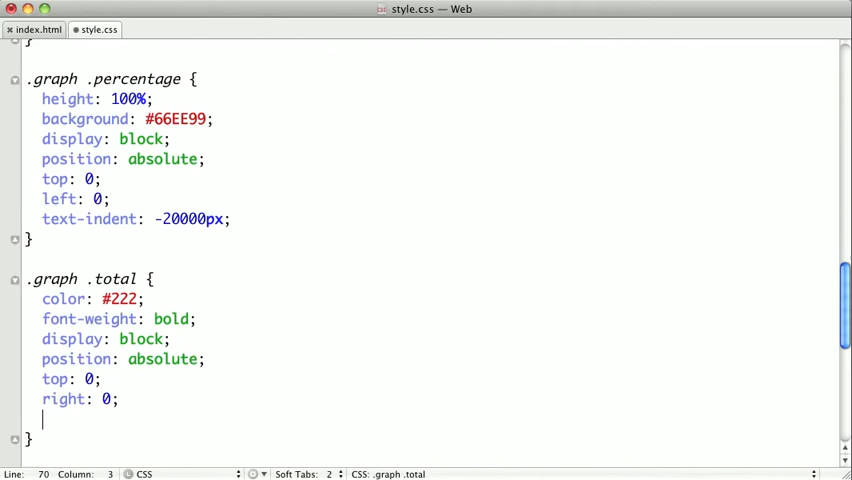 style.css — Web
index.html
style.css
}
.graph .percentage {
height: 100%;
background: #66EE99;
display: block;
position: absolute;
top: 0;
left: 0;
text-indent: -20000px;
}
.graph .total {
color: #222;
font-weight: bold;
display: block;
position: absolute;
top: 0;
right: 0;
}
Line: 70 Column: 3 CSS Soft Tabs: 2 CSS: .graph .total